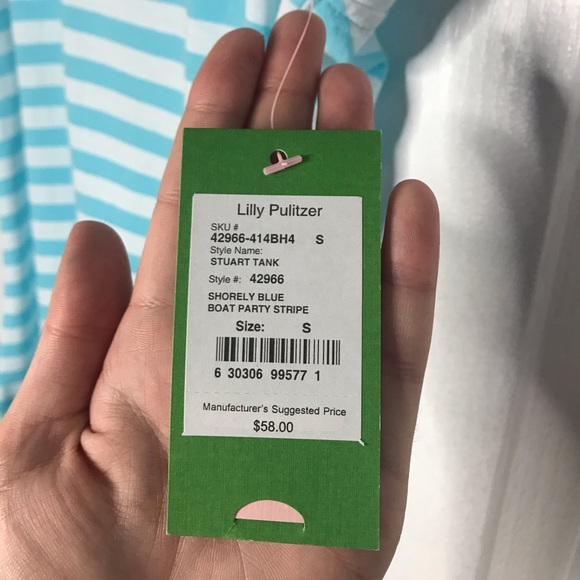 Lilly Pulitzer
SKU #
42966-414BH4 S
Style Name:
STUART TANK
Style #: 42966
SHORELY BLUE
BOAT PARTY STRIPE
Size: S
6 30306 99577 1
Manufacturer's Suggested Price
$58.00